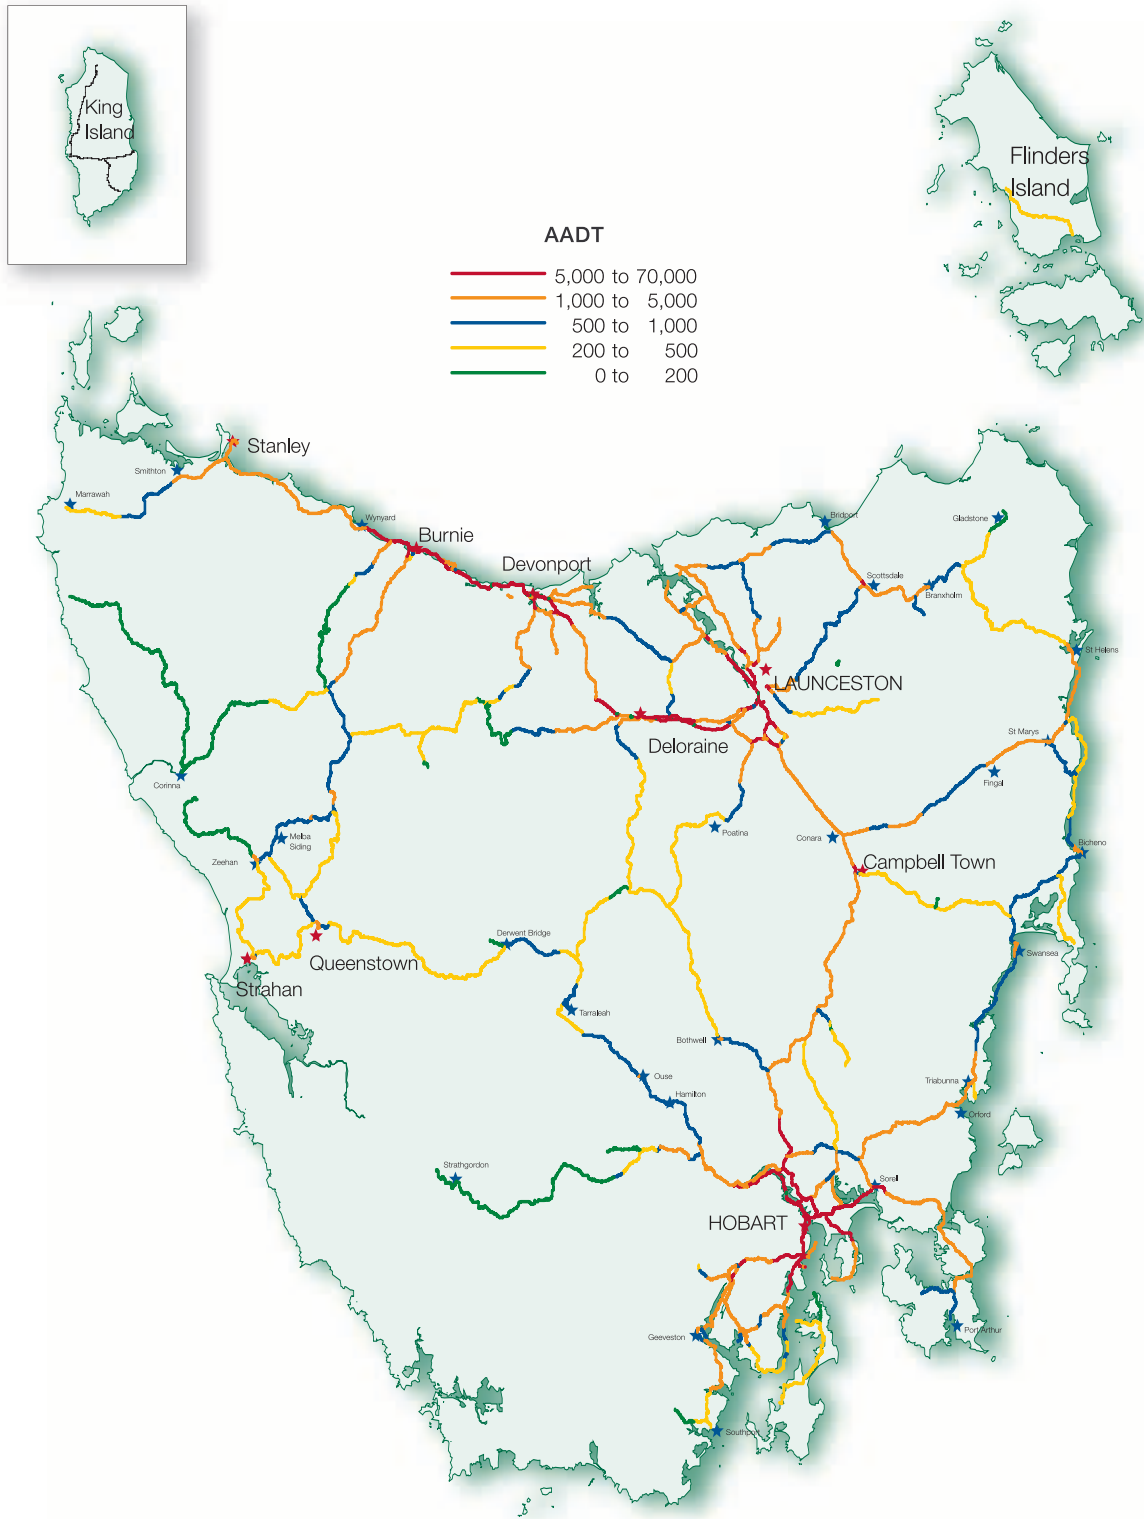 King
Island
Flinders
Island
AADT
5,000 to 70,000
1,000 to 5,000
500 to 1,000
200 to 500
0 to 200
Stanley
Smithton
Marrawah
Wynyard
Burnie
Devonport
Bridport
Gladstone
Scottsdale
Branxholm
St Helens
LAUNCESTON
Deloraine
St Marys
Fingal
Corinna
Melba
Siding
Poatina
Conara
Zeehan
Campbell Town
Bicheno
Derwent Bridge
Queenstown
Swansea
Strahan
Tarraleah
Bothwell
Ouse
Triabunna
Hamilton
Orford
Strathgordon
Sorell
HOBART
Geeveston
Port Arthur
Southport